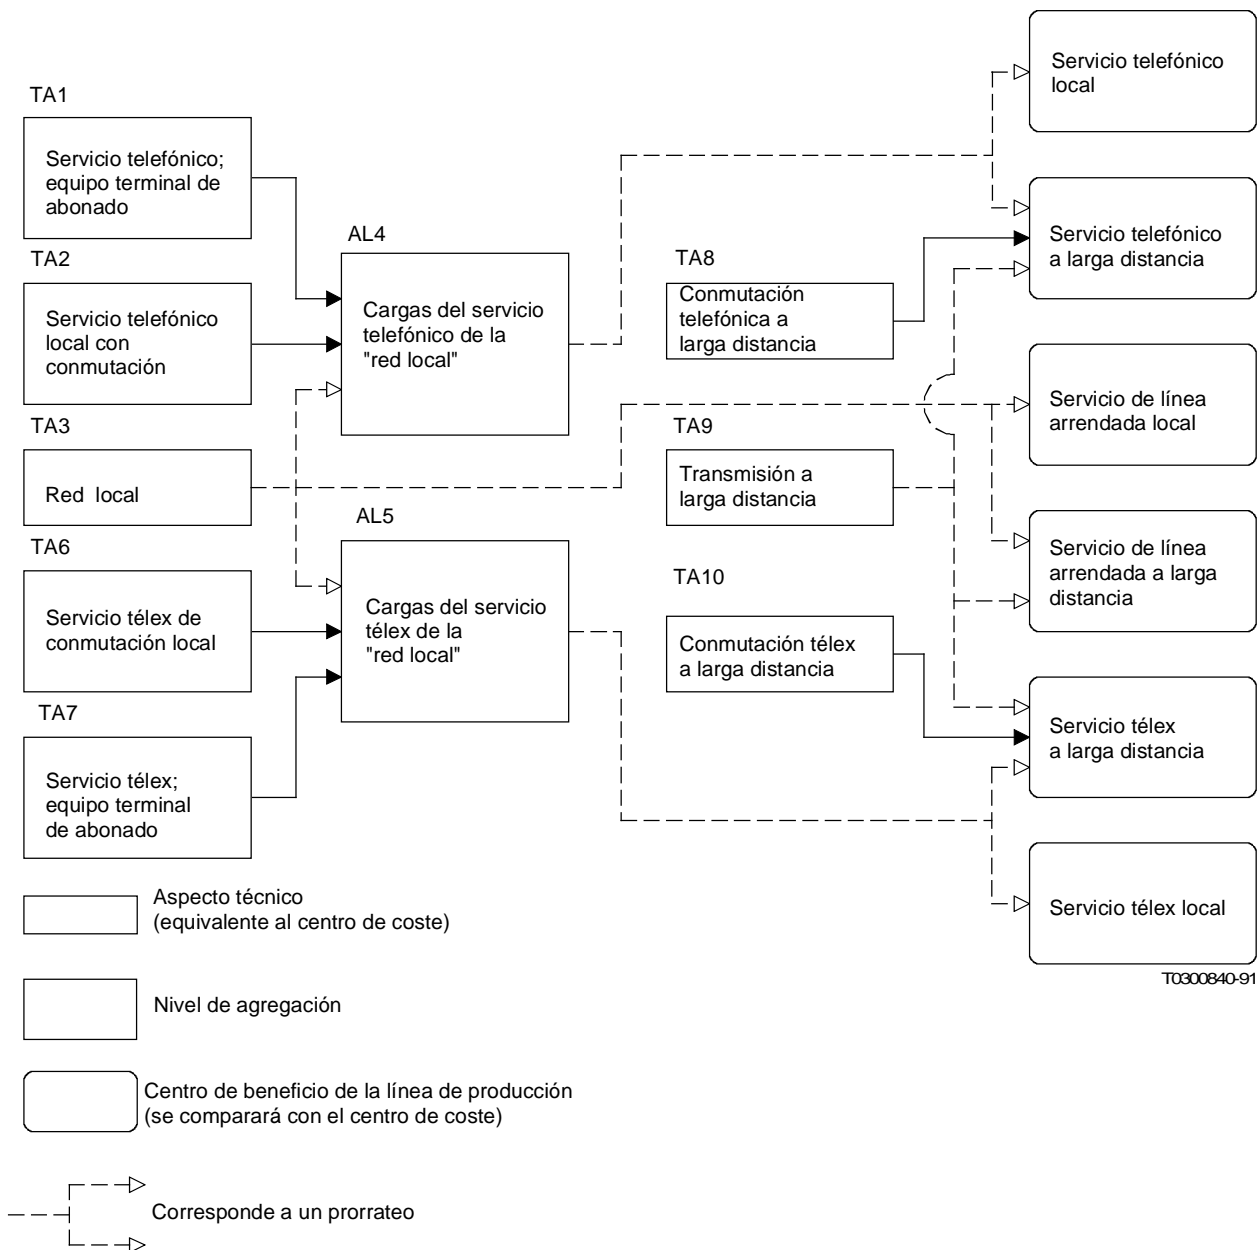 TA1
Servicio telefónico;
equipo terminal de
abonado
TA2
Servicio telefónico
local con
conmutación
TA3
Red local
TA6
Servicio télex de
conmutación local
TA7
Servicio télex;
equipo terminal
de abonado
AL4
Cargas del servicio
telefónico de la
"red local"
AL5
Cargas del servicio
télex de la
"red local"
TA8
Conmutación
telefónica a
larga distancia
TA9
Transmisión a
larga distancia
TA10
Conmutación télex
a larga distancia
Servicio telefónico
local
Servicio telefónico
a larga distancia
Servicio de línea
arrendada local
Servicio de línea
arrendada a larga
distancia
Servicio télex
a larga distancia
Servicio télex local
T0300840-91
Aspecto técnico
(equivalente al centro de coste)
Nivel de agregación
Centro de beneficio de la línea de producción
(se comparará con el centro de coste)
Corresponde a un prorrateo